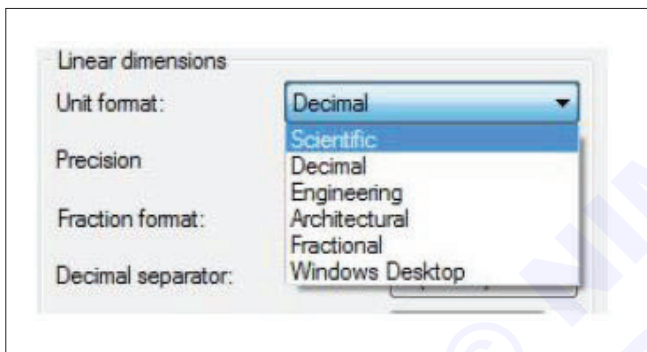 Linear dimensions
Unit format: Decimal
Scientific
Precision Decimal
Engineering
Fraction format: Architectural
Fractional
Decimal separator: Windows Desktop